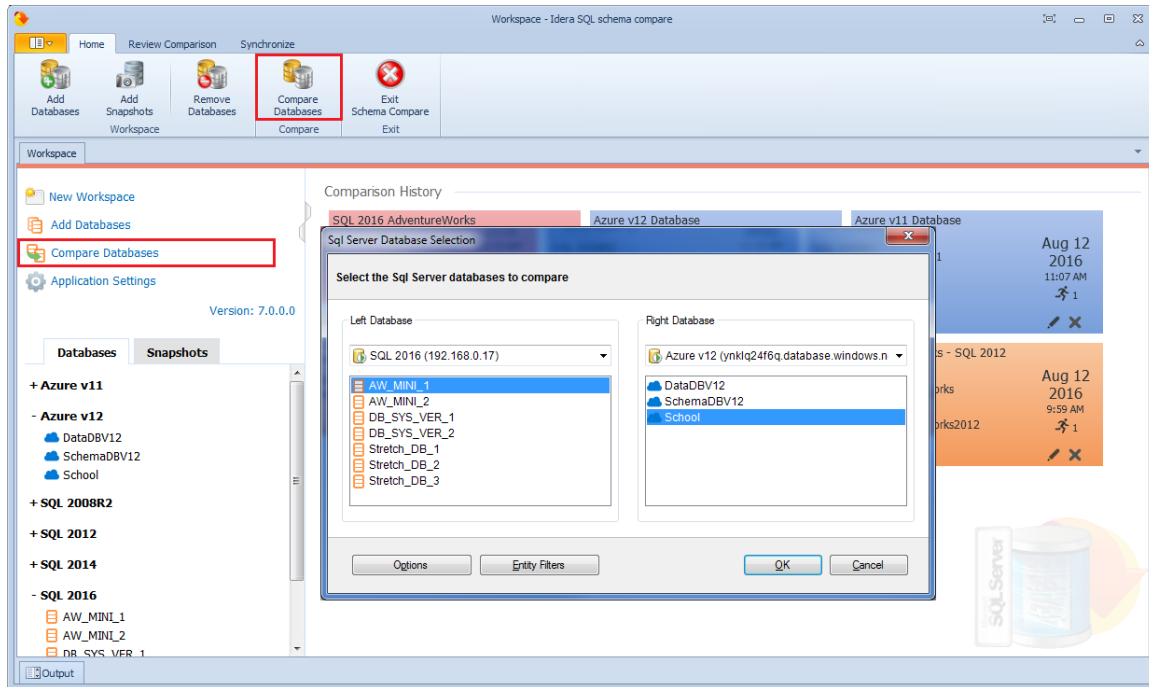 Workspace - Idera SQL schema compare
Home Review Comparison Synchronize
Add Databases
Add Snapshots
Remove Databases
Compare Databases
Exit Schema Compare
Workspace Compare Exit
Workspace
New Workspace
Add Databases
Compare Databases
Application Settings
Version: 7.0.0.0
Databases Snapshots
+ Azure v11
- Azure v12
DataDBV12
SchemaDBV12
School
+ SQL 2008R2
+ SQL 2012
+ SQL 2014
- SQL 2016
AW_MINI_1
AW_MINI_2
DB_SYS_VER_1
Comparison History
SQL 2016 AdventureWorks
Azure v12 Database
Azure v11 Database
1
Aug 12
2016
11:07 AM
1
s - SQL 2012
orks
orks2012
Aug 12
2016
9:59 AM
1
Sql Server Database Selection
Select the Sql Server databases to compare
Left Database
SQL 2016 (192.168.0.17)
AW_MINI_1
AW_MINI_2
DB_SYS_VER_1
DB_SYS_VER_2
Stretch_DB_1
Stretch_DB_2
Stretch_DB_3
Right Database
Azure v12 (ynklq24f6q.database.windows.n
DataDBV12
SchemaDBV12
School
Options Entity Filters OK Cancel
SQL Server
Output